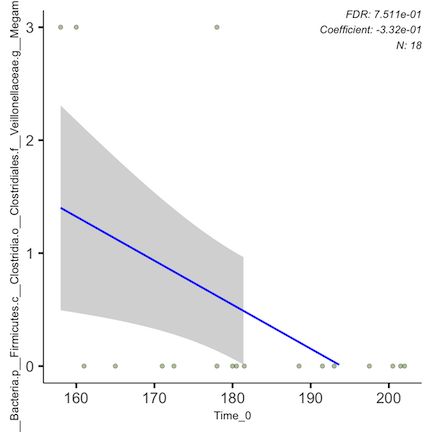 FDR: 7.511e-01
Coefficient: -3.32e-01
N: 18
__Bacteria.p__Firmicutes.c__Clostridia.o__Clostridiales.f__Veillonellaceae.g__Megam
3
2
1
0
160 170 180 190 200
Time_0